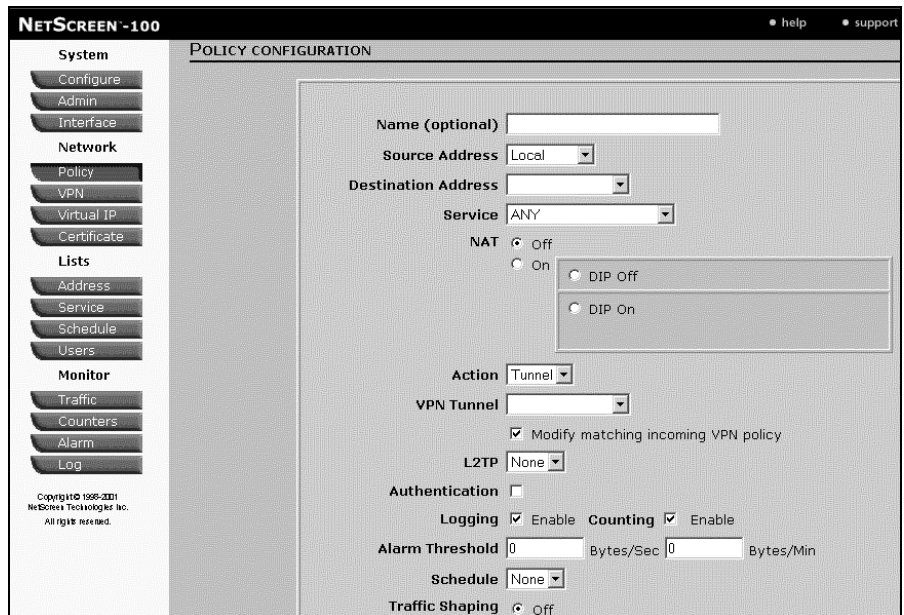 NETSCREEN-100
help support
System
Configure
Admin
Interface
Network
Policy
VPN
Virtual IP
Certificate
Lists
Address
Service
Schedule
Users
Monitor
Traffic
Counters
Alarm
Log
Copyright © 1998-2001
NetScreen Technologies Inc.
All rights reserved.
POLICY CONFIGURATION
Name (optional)
Source Address Local
Destination Address
Service ANY
NAT Off
On DIP Off
DIP On
Action Tunnel
VPN Tunnel
Modify matching incoming VPN policy
L2TP None
Authentication
Logging Enable Counting Enable
Alarm Threshold 0 Bytes/Sec 0 Bytes/Min
Schedule None
Traffic Shaping Off